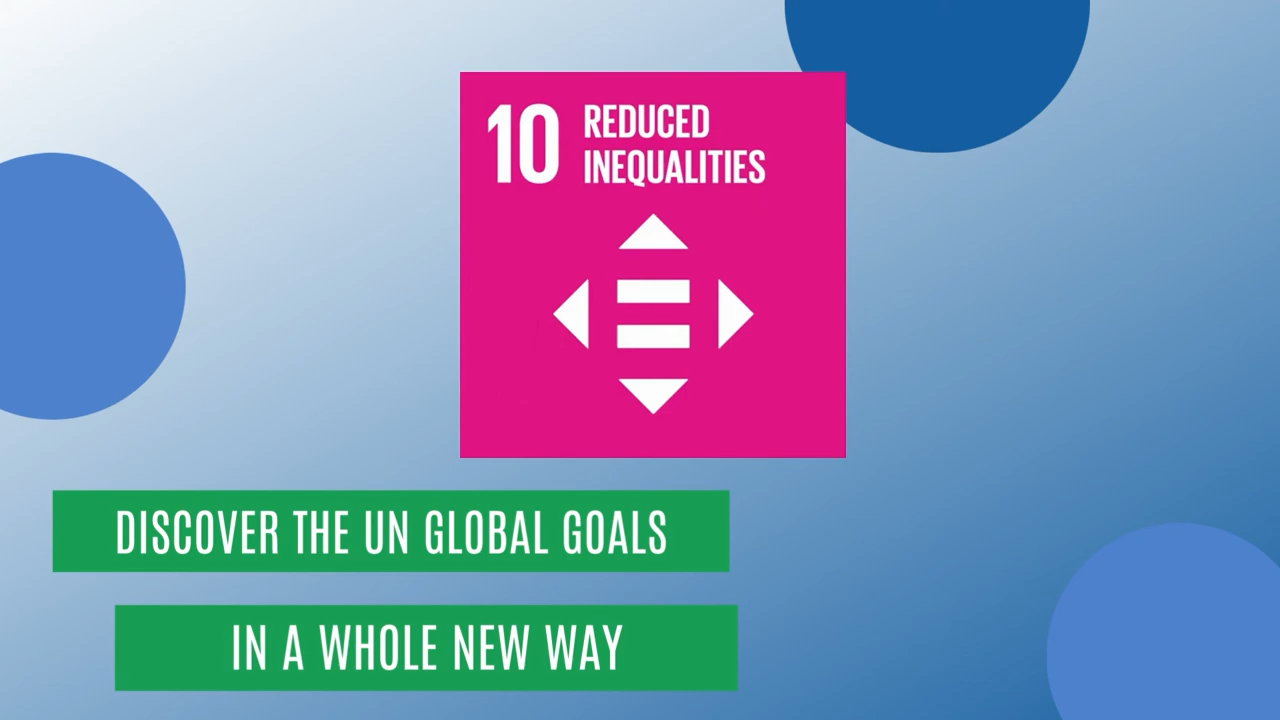 10 REDUCED
INEQUALITIES
DISCOVER THE UN GLOBAL GOALS
IN A WHOLE NEW WAY